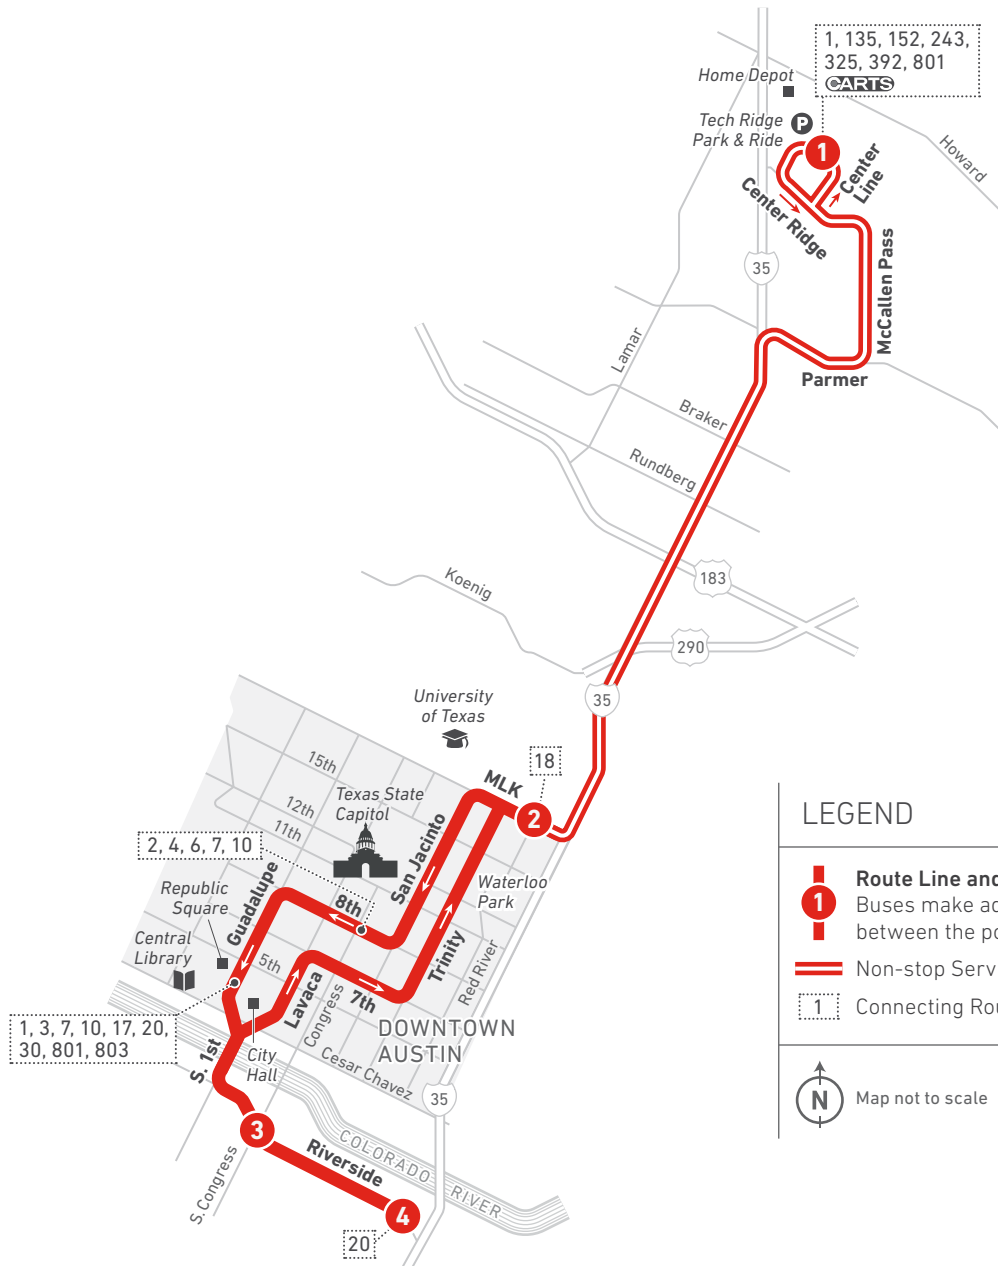 1, 135, 152, 243,
325, 392, 801
CARTS
Home Depot
Tech Ridge
Park & Ride
P
1
Howard
Center
Line
Center Ridge
McCallen Pass
35
Lamar
Parmer
Braker
Rundberg
183
Koenig
290
35
University
of Texas
18
MLK
2
15th
12th
11th
Texas State
Capitol
San Jacinto
2, 4, 6, 7, 10
Republic
Square
Guadalupe
8th
Waterloo
Park
Central
Library
5th
Lavaca
7th
Trinity
Red River
Congress
1, 3, 7, 10, 17, 20,
30, 801, 803
DOWNTOWN
AUSTIN
S. 1st
City
Hall
Cesar Chavez
35
3
Riverside
COLORADO RIVER
S. Congress
4
20
LEGEND
1
Route Line and
Buses make ac
between the po
Non-stop Serv
1
Connecting Rou
N
Map not to scale